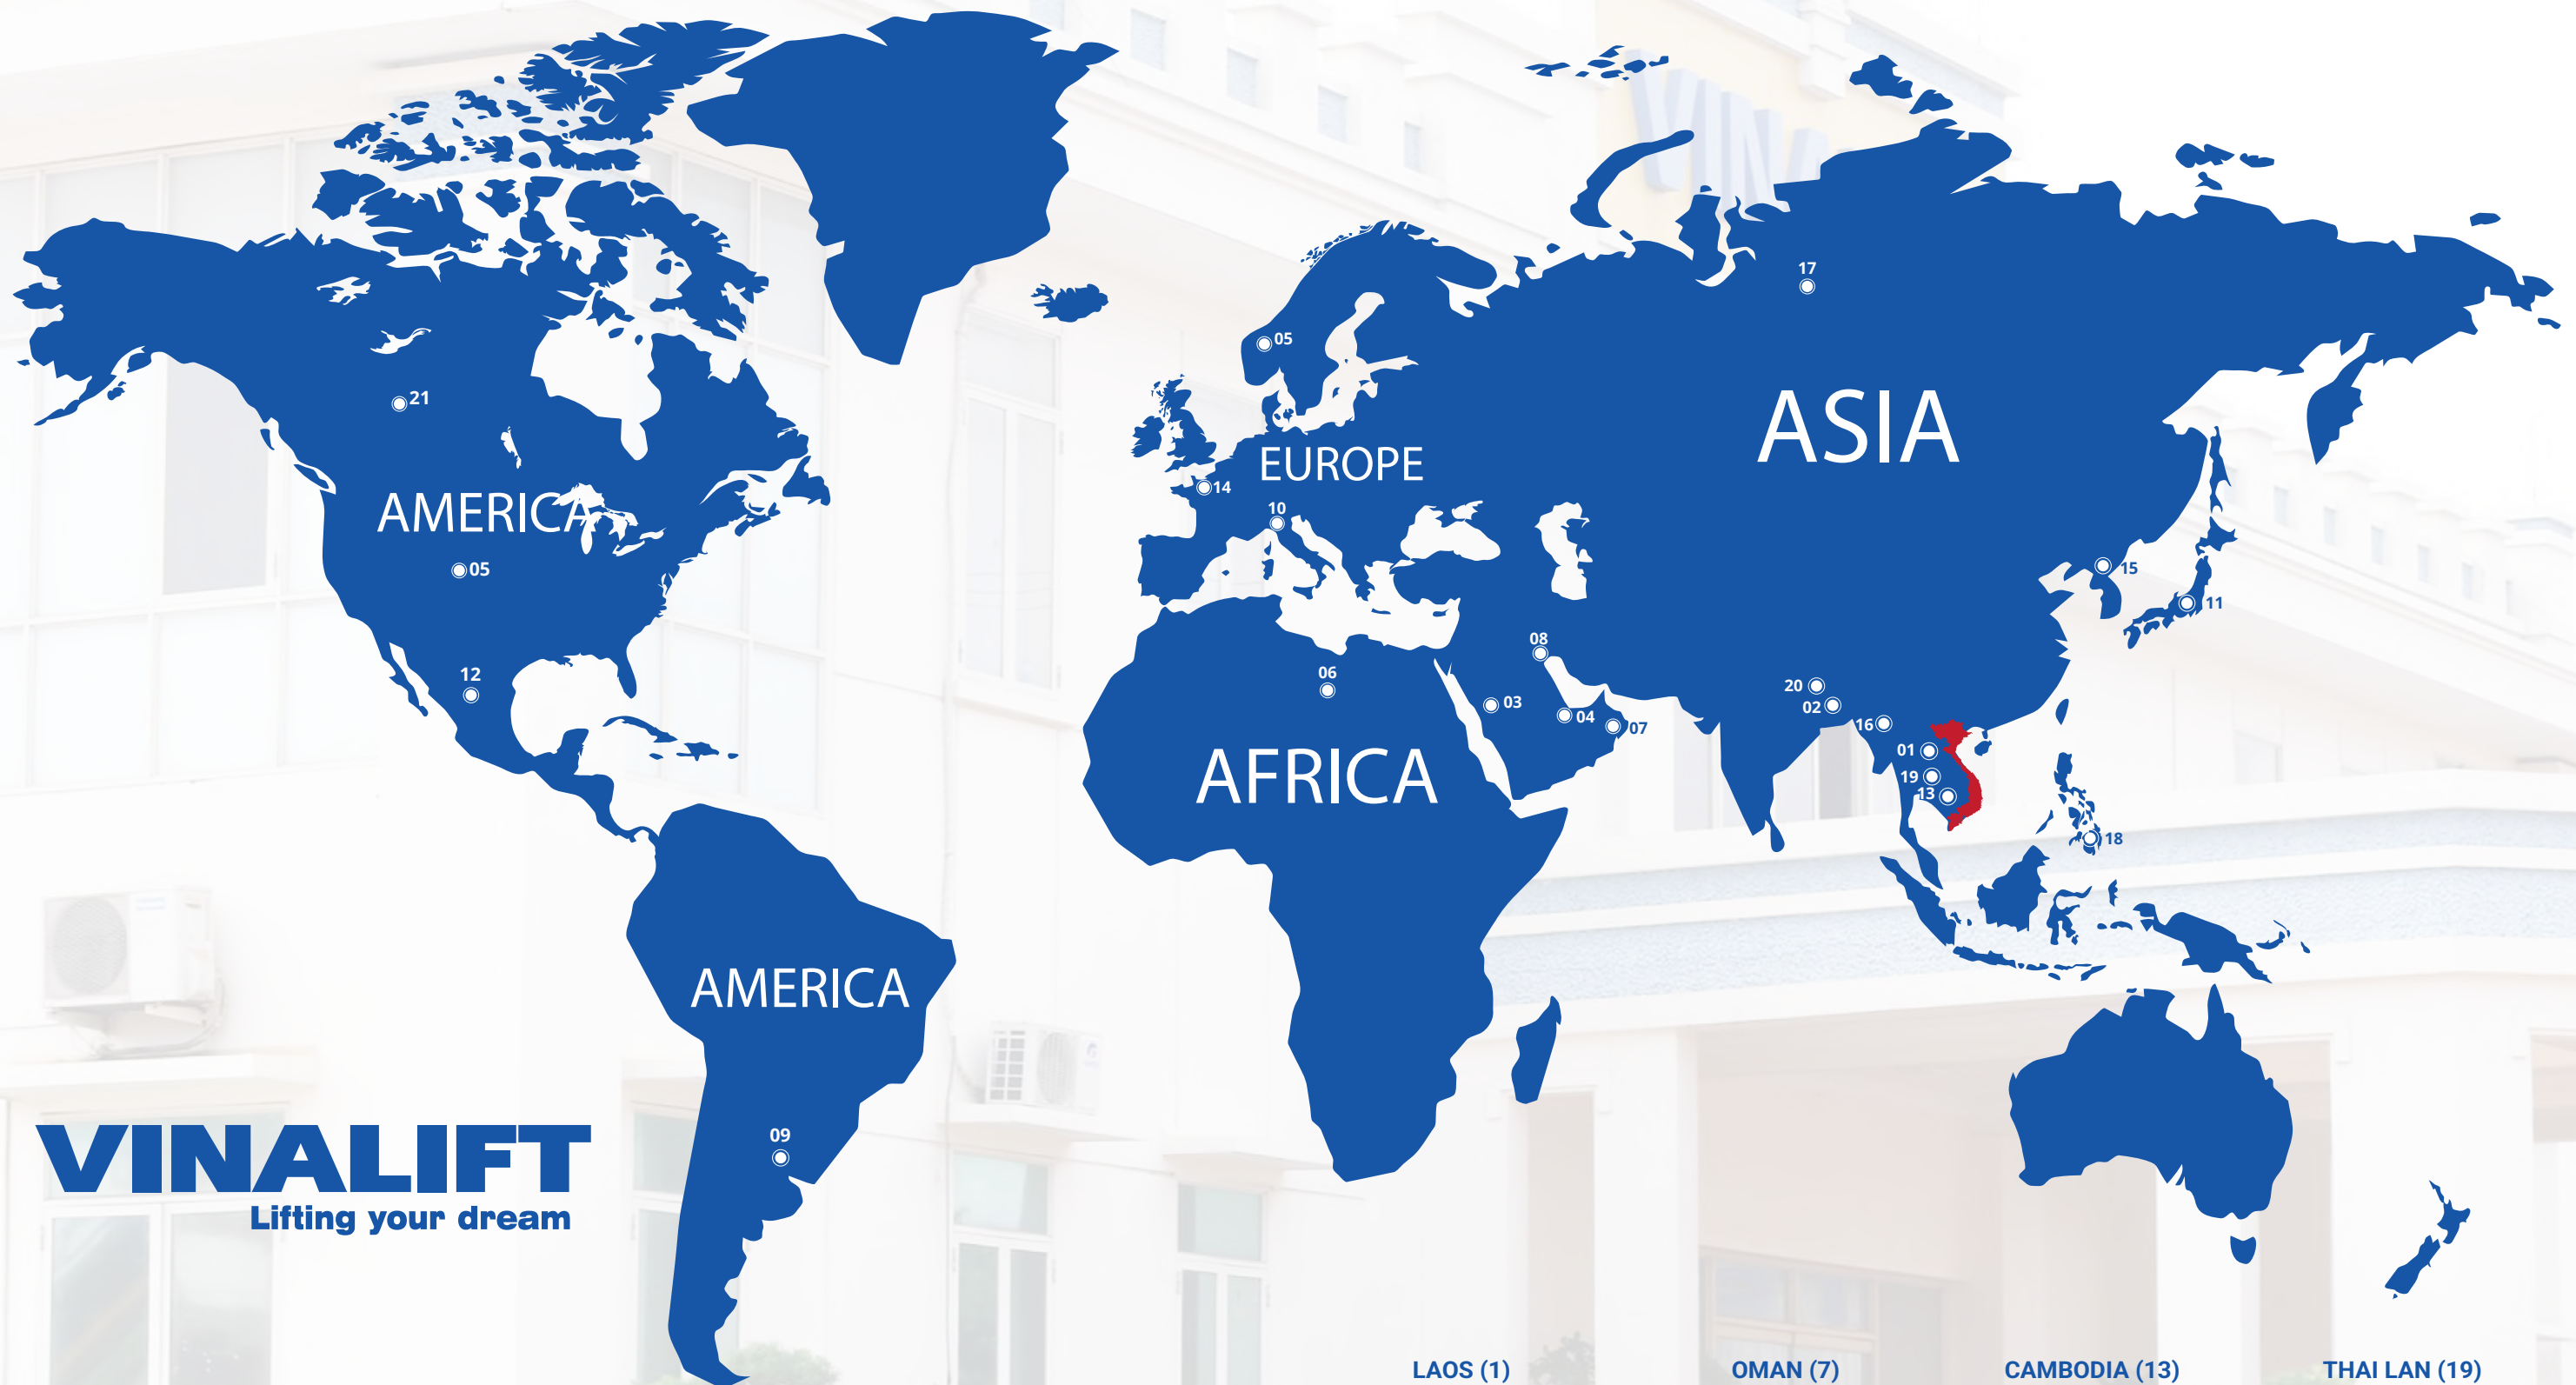 17
05
21
ASIA
EUROPE
14
AMERICA
10
05
15
11
08
12
06
20
03
02
04
16
07
01
AFRICA
19
13
18
AMERICA
VINALIFT
09
Lifting your dream
VINA
LAOS (1)
OMAN (7)
CAMBODIA (13)
THAI LAN (19)